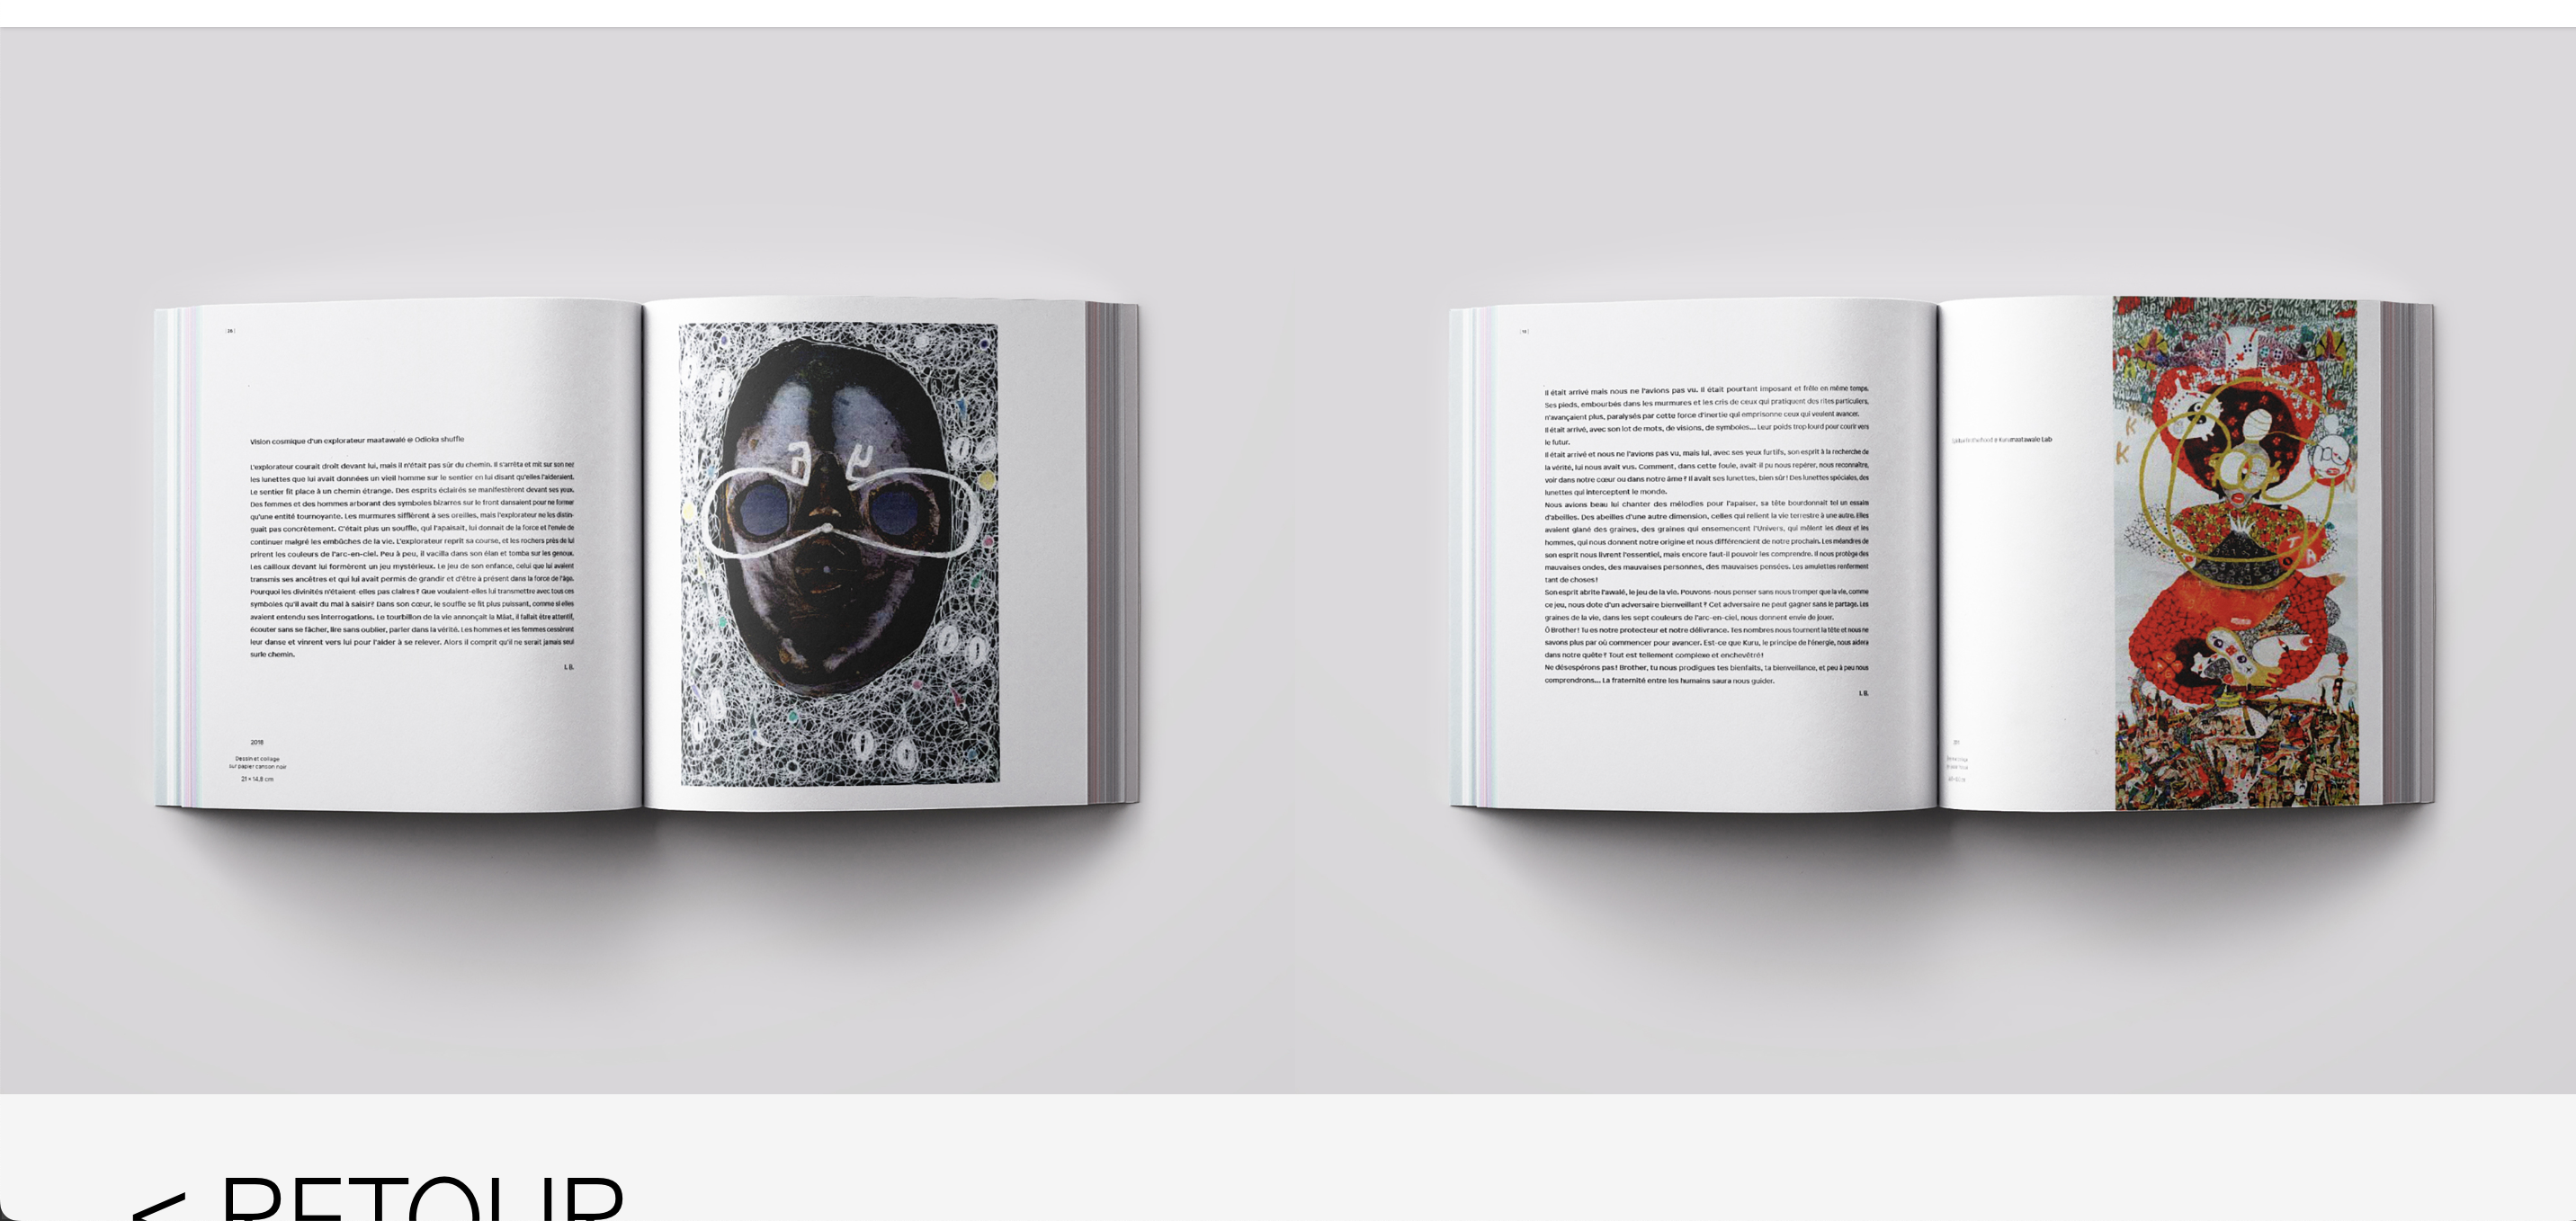 [26]
Vision cosmique d'un explorateur maatawalé @ Odioka shuffle
L'explorateur courait droit devant lui, mais il n'était pas sûr du chemin. Il s'arrêta et mit sur son nez
les lunettes que lui avait données un vieil homme sur le sentier en lui disant qu'elles l'aideraient.
Le sentier fit place à un chemin étrange. Des esprits éclairés se manifestèrent devant ses yeux.
Des femmes et des hommes arborant des symboles bizarres sur le front dansaient pour ne former
qu'une entité tournoyante. Les murmures sifflèrent à ses oreilles, mais l'explorateur ne les distin-
guait pas concrètement. C'était plus un souffle, qui l'apaisait, lui donnait de la force et l'envie de
continuer malgré les embûches de la vie. L'explorateur reprit sa course, et les rochers près de lui
prirent les couleurs de l'arc-en-ciel. Peu à peu, il vacilla dans son élan et tomba sur les genoux.
Les cailloux devant lui formèrent un jeu mystérieux. Le jeu de son enfance, celui que lui avaient
transmis ses ancêtres et qui lui avait permis de grandir et d'être à présent dans la force de l'âge.
Pourquoi les divinités n'étaient-elles pas claires ? Que voulaient-elles lui transmettre avec tous ces
symboles qu'il avait du mal à saisir? Dans son cœur, le souffle se fit plus puissant, comme si elles
avaient entendu ses interrogations. Le tourbillon de la vie annonçait la Mâat, il fallait être attentif,
écouter sans se fâcher, lire sans oublier, parler dans la vérité. Les hommes et les femmes cessèrent
leur danse et vinrent vers lui pour l'aider à se relever. Alors il comprit qu'il ne serait jamais seul
sur le chemin.
I. B.
2018
Dessin et collage
sur papier canson noir
21 × 14,8 cm
Il était arrivé mais nous ne l'avions pas vu. Il était pourtant imposant et frêle en même temps.
Ses pieds, embourbés dans les murmures et les cris de ceux qui pratiquent des rites particuliers,
n'avançaient plus, paralysés par cette force d'inertie qui emprisonne ceux qui veulent avancer.
Il était arrivé, avec son lot de mots, de visions, de symboles... Leur poids trop lourd pour courir vers
le futur.
Il était arrivé et nous ne l'avions pas vu, mais lui, avec ses yeux furtifs, son esprit à la recherche de
la vérité, lui nous avait vus. Comment, dans cette foule, avait-il pu nous repérer, nous reconnaître,
voir dans notre cœur ou dans notre âme ? Il avait ses lunettes, bien sûr ! Des lunettes spéciales, des
lunettes qui interceptent le monde.
Nous avions beau lui chanter des mélodies pour l'apaiser, sa tête bourdonnait tel un essaim
d'abeilles. Des abeilles d'une autre dimension, celles qui relient la vie terrestre à une autre. Elles
avaient glané des graines, des graines qui ensemencent l'Univers, qui mêlent les dieux et les
hommes, qui nous donnent notre origine et nous différencient de notre prochain. Les méandres de
son esprit nous livrent l'essentiel, mais encore faut-il pouvoir les comprendre. Il nous protège des
mauvaises ondes, des mauvaises personnes, des mauvaises pensées. Les amulettes renferment
tant de choses !
Son esprit abrite l'awalé, le jeu de la vie. Pouvons-nous penser sans nous tromper que la vie, comme
ce jeu, nous dote d'un adversaire bienveillant ? Cet adversaire ne peut gagner sans le partage. Les
graines de la vie, dans les sept couleurs de l'arc-en-ciel, nous donnent envie de jouer.
Ô Brother ! Tu es notre protecteur et notre délivrance. Tes nombres nous tournent la tête et nous ne
savons plus par où commencer pour avancer. Est-ce que Kuru, le principe de l'énergie, nous aidera
dans notre quête ? Tout est tellement complexe et enchevêtré !
Ne désespérons pas ! Brother, tu nous prodigues tes bienfaits, ta bienveillance, et peu à peu nous
comprendrons... La fraternité entre les humains saura nous guider.
I. B.
@ Kurumaatawale Lab
K
K
N
< RETOUR